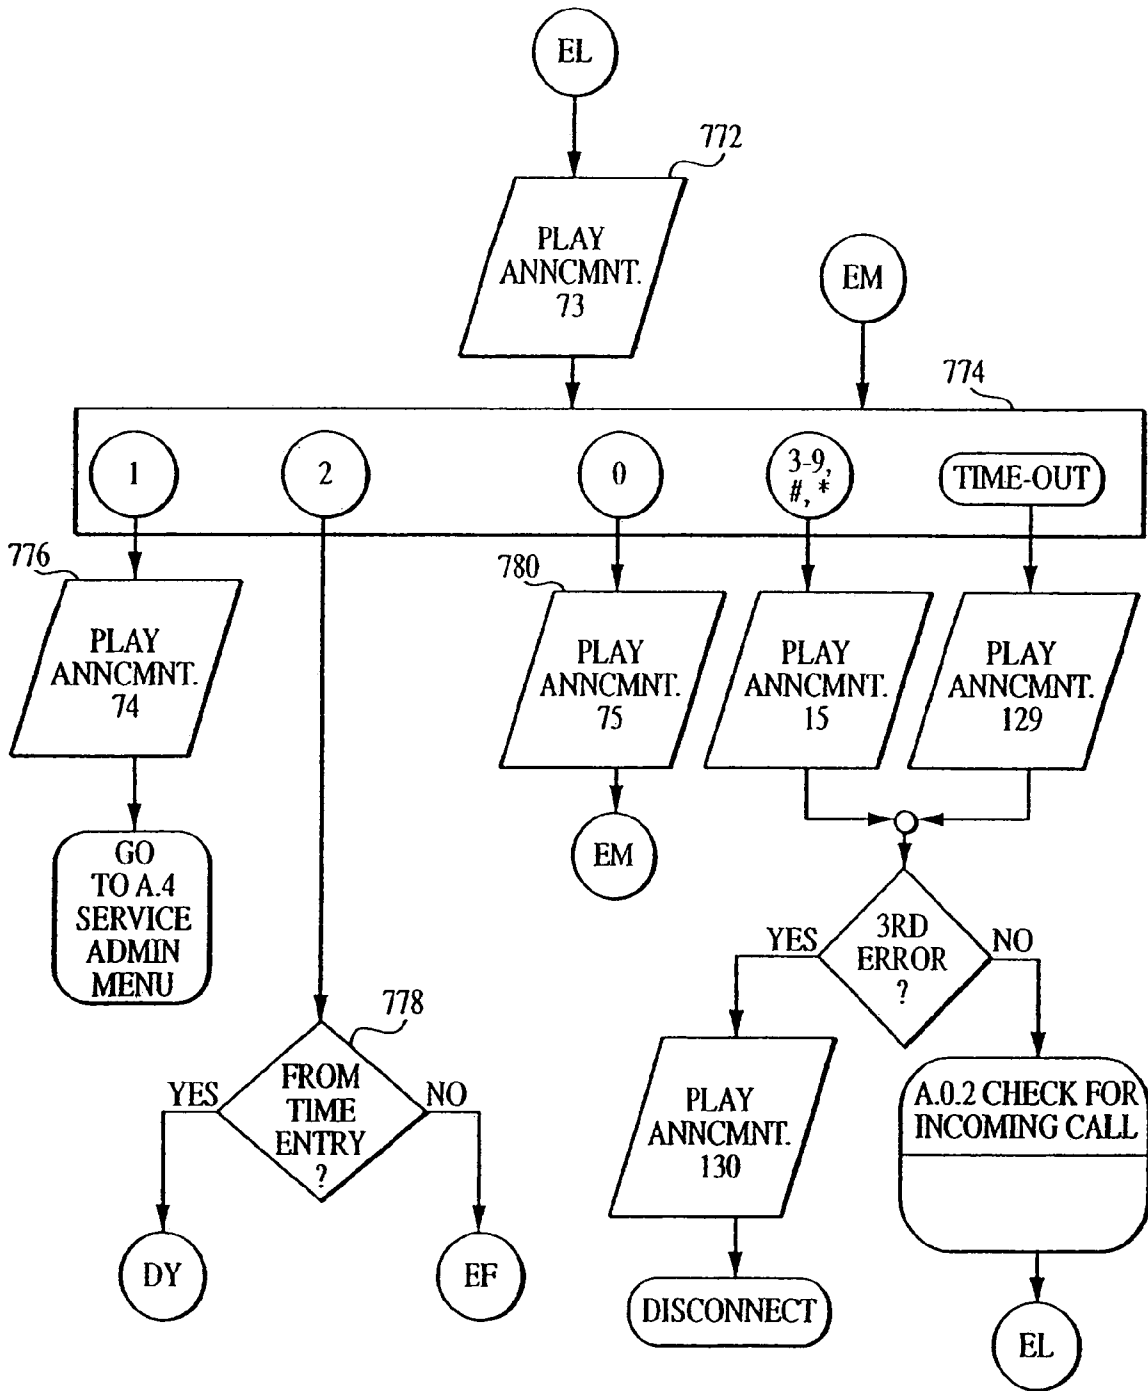 EL
772
PLAY
ANNCMNT.
73
EM
774
1
2
0
3-9,
#, *
TIME-OUT
776
PLAY
ANNCMNT.
74
780
PLAY
ANNCMNT.
75
PLAY
ANNCMNT.
15
PLAY
ANNCMNT.
129
GO
TO A.4
SERVICE
ADMIN
MENU
EM
3RD
ERROR
?
YES
NO
778
FROM
TIME
ENTRY
?
YES
NO
PLAY
ANNCMNT.
130
A.0.2 CHECK FOR
INCOMING CALL
DY
EF
DISCONNECT
EL